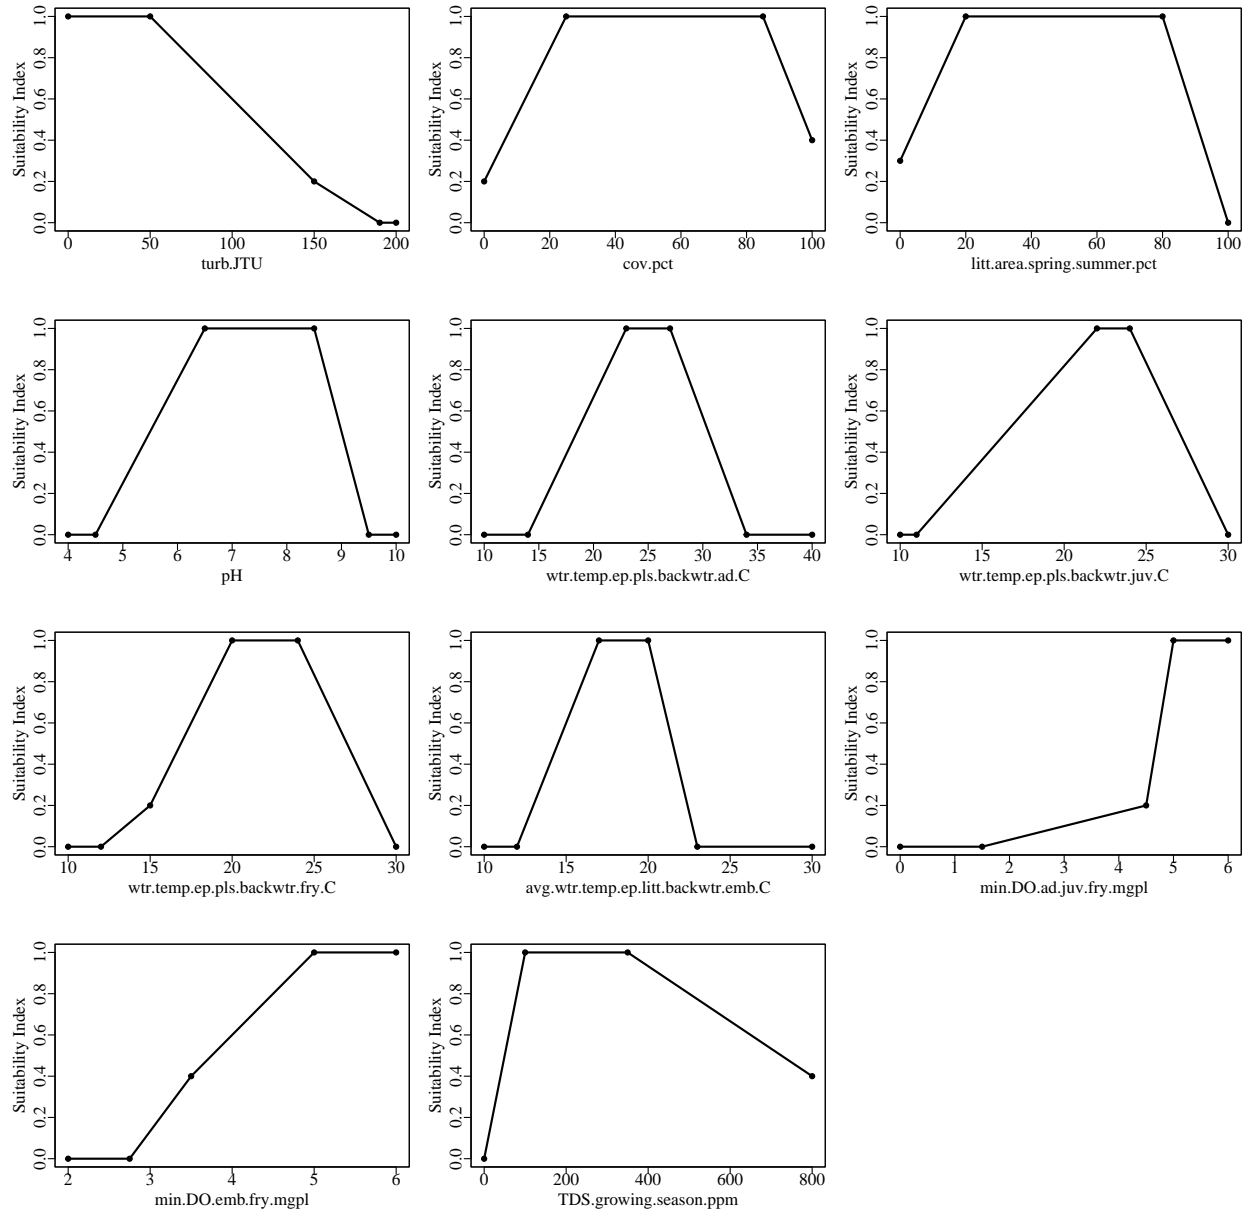 Suitability Index
0.0 0.2 0.4 0.6 0.8 1.0
0 50 100 150 200
turb.JTU
Suitability Index
0.0 0.2 0.4 0.6 0.8 1.0
0 20 40 60 80 100
cov.pct
Suitability Index
0.0 0.2 0.4 0.6 0.8 1.0
0 20 40 60 80 100
litt.area.spring.summer.pct
Suitability Index
0.0 0.2 0.4 0.6 0.8 1.0
4 5 6 7 8 9 10
pH
Suitability Index
0.0 0.2 0.4 0.6 0.8 1.0
10 15 20 25 30 35 40
wtr.temp.ep.pls.backwtr.ad.C
Suitability Index
0.0 0.2 0.4 0.6 0.8 1.0
10 15 20 25 30
wtr.temp.ep.pls.backwtr.juv.C
Suitability Index
0.0 0.2 0.4 0.6 0.8 1.0
10 15 20 25 30
wtr.temp.ep.pls.backwtr.fry.C
Suitability Index
0.0 0.2 0.4 0.6 0.8 1.0
10 15 20 25 30
avg.wtr.temp.ep.litt.backwtr.emb.C
Suitability Index
0.0 0.2 0.4 0.6 0.8 1.0
0 1 2 3 4 5 6
min.DO.ad.juv.fry.mgpl
Suitability Index
0.0 0.2 0.4 0.6 0.8 1.0
2 3 4 5 6
min.DO.emb.fry.mgpl
Suitability Index
0.0 0.2 0.4 0.6 0.8 1.0
0 200 400 600 800
TDS.growing.season.ppm